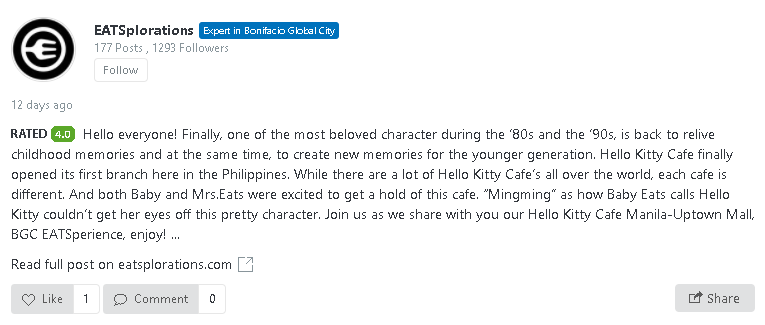 EATSplorations Expert in Bonifacio Global City
177 Posts , 1293 Followers
Follow
12 days ago
RATED 4.0 Hello everyone! Finally, one of the most beloved character during the '80s and the '90s, is back to relive
childhood memories and at the same time, to create new memories for the younger generation. Hello Kitty Cafe finally
opened its first branch here in the Philippines. While there are a lot of Hello Kitty Cafe's all over the world, each cafe is
different. And both Baby and Mrs.Eats were excited to get a hold of this cafe. "Mingming" as how Baby Eats calls Hello
Kitty couldn't get her eyes off this pretty character. Join us as we share with you our Hello Kitty Cafe Manila-Uptown Mall,
BGC EATSperience, enjoy! ...
Read full post on eatsplorations.com
Like 1 Comment 0 Share